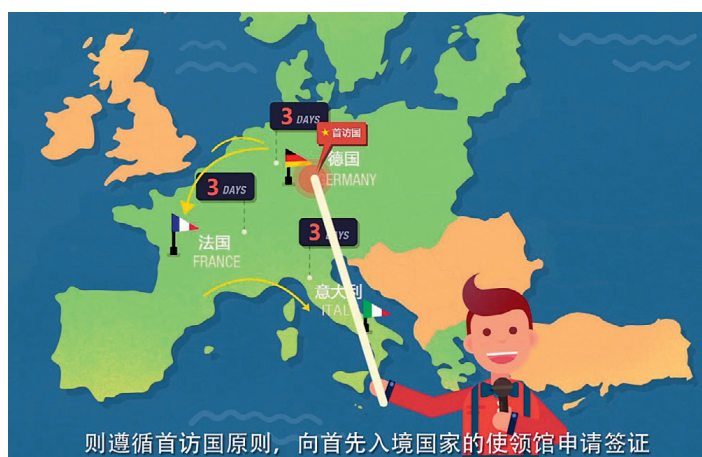 3 DAYS
首访国
德国
ERMANY
3 DAYS
法国
FRANCE
3 YS
意大利
ITAL
则遵循首访国原则，向首先入境国家的使领馆申请签证